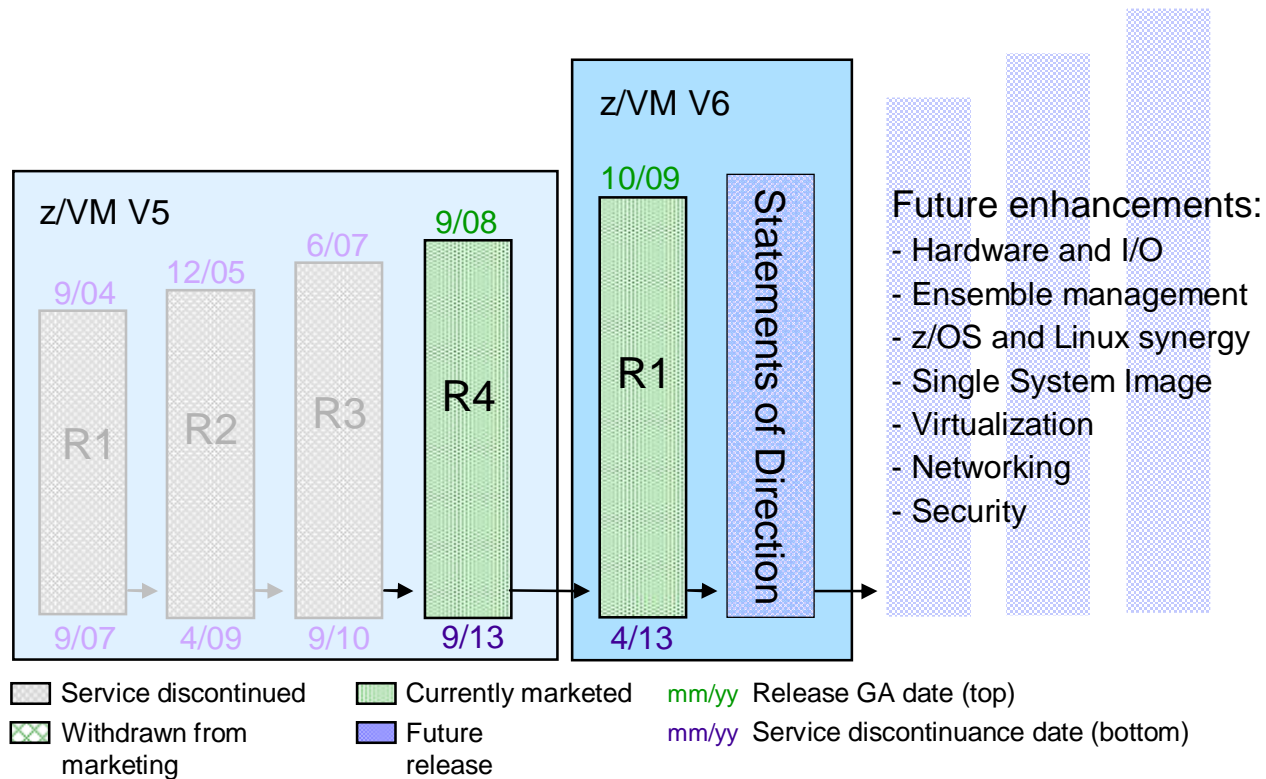 z/VM V6
10/09
z/VM V5
9/08
6/07
12/05
9/04
R1
R2
R3
R4
R1
Statements of Direction
Future enhancements:
- Hardware and I/O
- Ensemble management
- z/OS and Linux synergy
- Single System Image
- Virtualization
- Networking
- Security
9/07
4/09
9/10
9/13
4/13
Service discontinued
Currently marketed
mm/yy Release GA date (top)
Withdrawn from
marketing
Future
release
mm/yy Service discontinuance date (bottom)